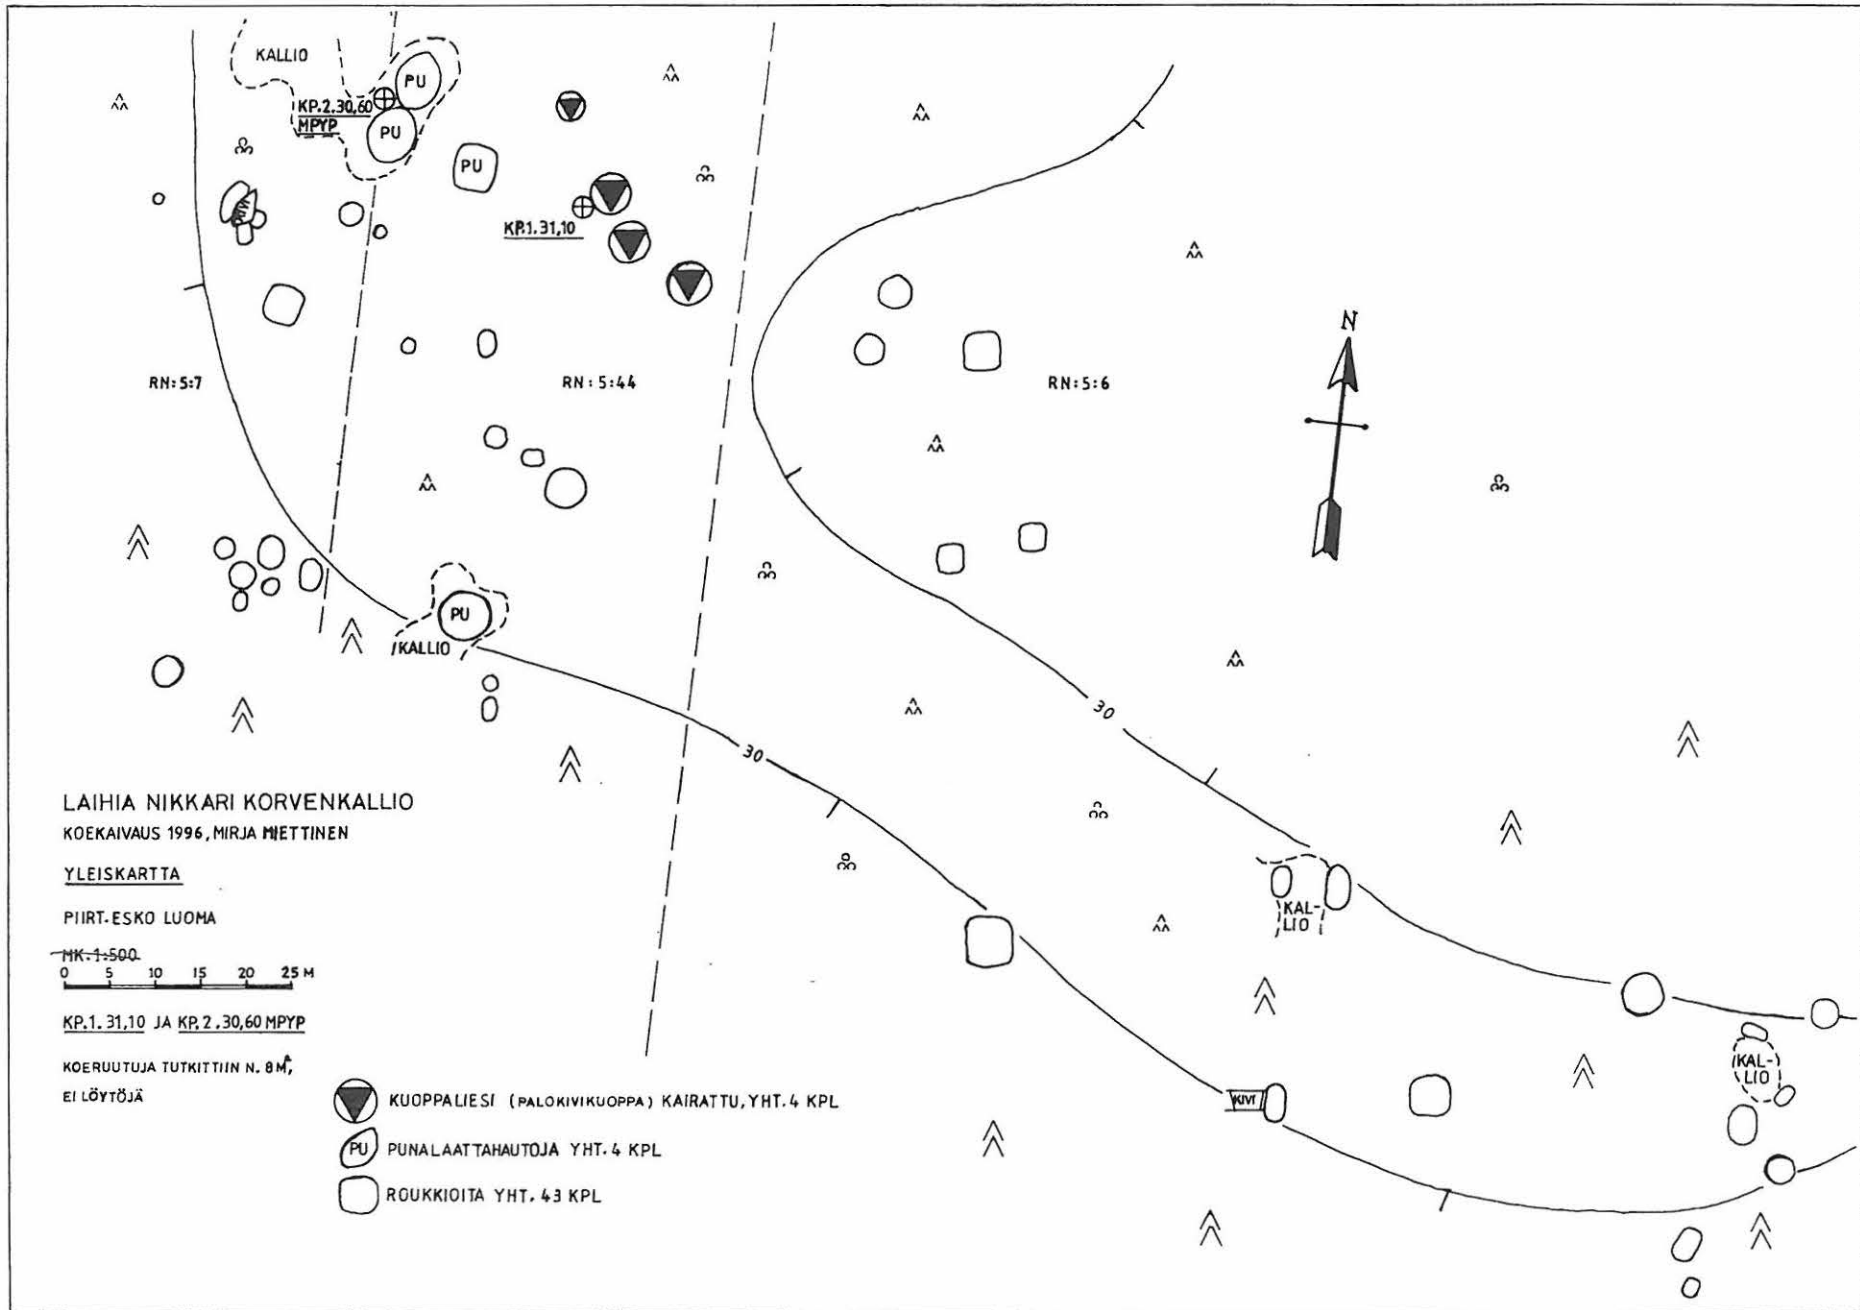 KALLIO
PU
KP.2.30,60
MPYP
PU
PU
KIVI
KP.1.31,10
N
RN:5:7
RN:5:44
RN:5:6
PU
KALLIO
30
30
KAL-
LIO
KAL-
LIO
KIVI
LAIHIA NIKKARI KORVENKALLIO
KOEKAIVAUS 1996, MIRJA MIETTINEN
YLEISKARTTA
PIIRT. ESKO LUOMA
MK. 1:500
0 5 10 15 20 25 M
KP.1. 31,10 JA KP.2.30,60 MPYP
KOERUUTUJA TUTKITTIIN N. 8M²,
EI LÖYTÖJÄ
KUOPPALIESI (PALOKIVIKUOPPA) KAIRATTU, YHT. 4 KPL
PU PUNALAATTAHAUTOJA YHT. 4 KPL
ROUKKIOITA YHT. 43 KPL